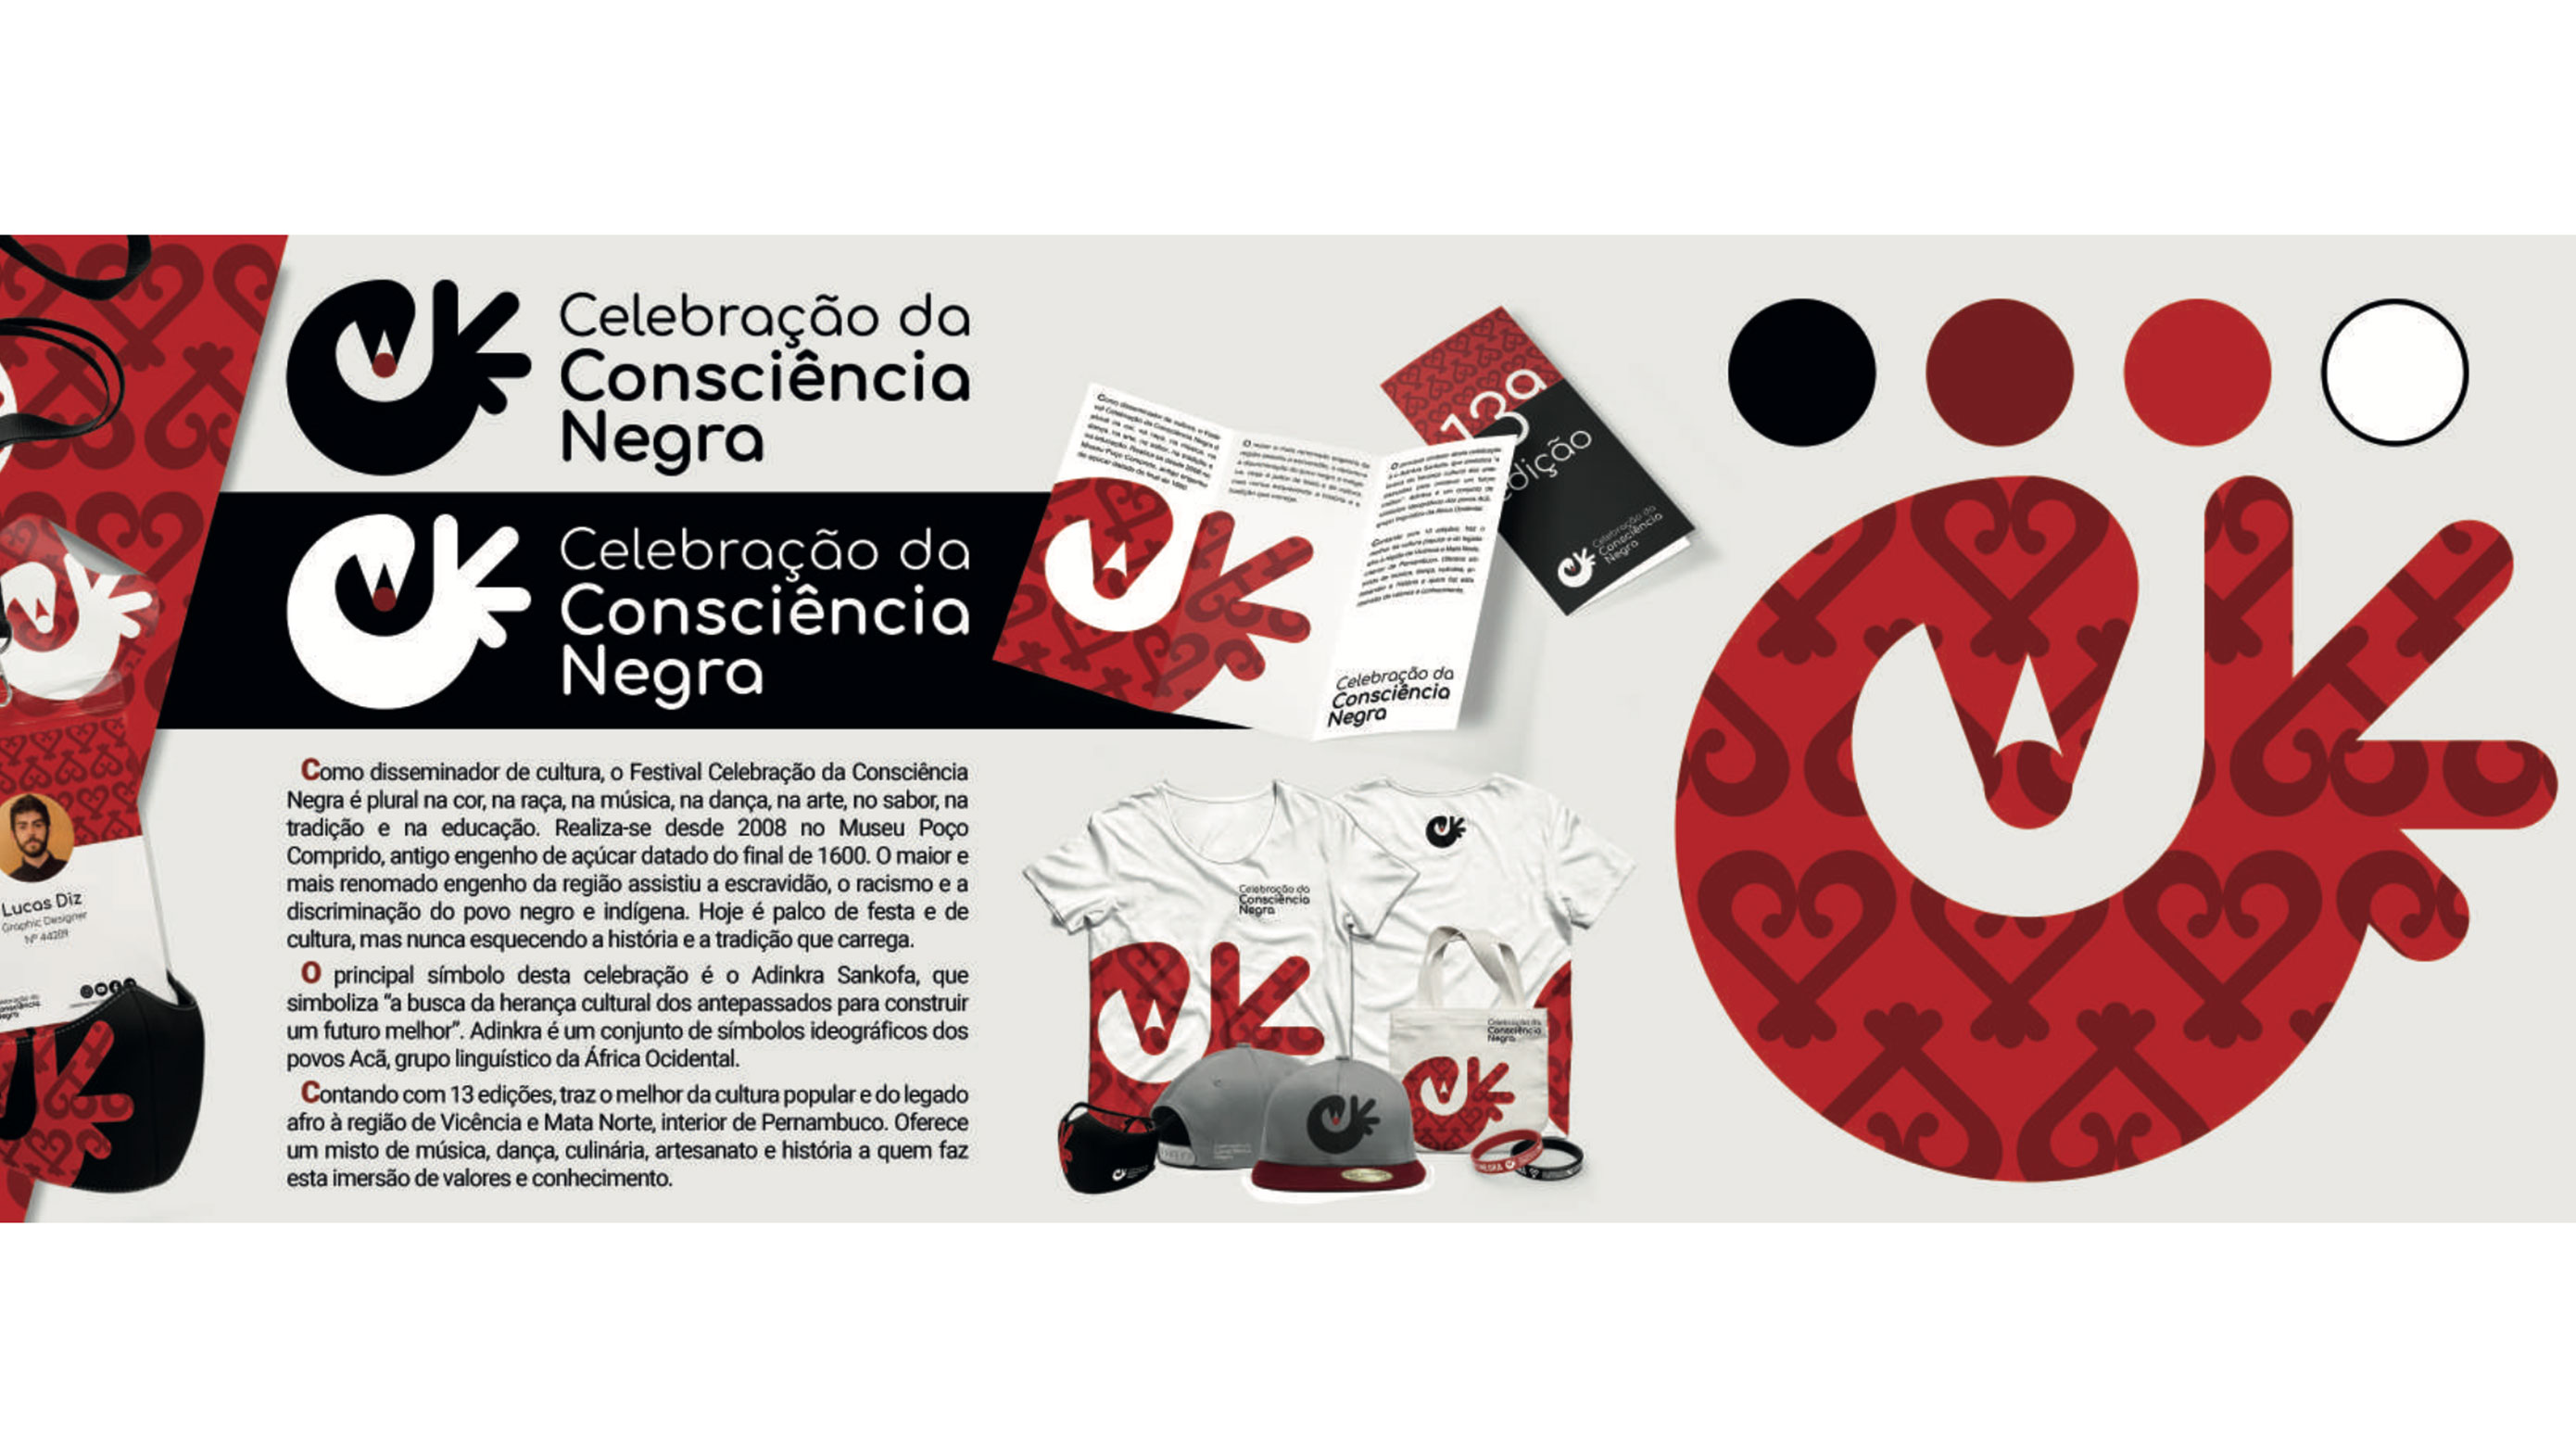 Celebração da
Consciência
Negra
Celebração da
Consciência
Negra
Como disseminador de cultura, o Festival Celebração da Consciência
Negra é plural na cor, na raça, na música, na dança, na arte, no sabor, na
tradição e na educação. Realiza-se desde 2008 no Museu Poço
Comprido, antigo engenho de açúcar datado do final de 1600. O maior e
mais renomado engenho da região assistiu a escravidão, o racismo e a
discriminação do povo negro e indígena. Hoje é palco de festa e de
cultura, mas nunca esquecendo a história e a tradição que carrega.
O principal símbolo desta celebração é o Adinkra Sankofa, que
simboliza “a busca da herança cultural dos antepassados para construir
um futuro melhor”. Adinkra é um conjunto de símbolos ideográficos dos
povos Acã, grupo linguístico da África Ocidental.
Contando com 13 edições, traz o melhor da cultura popular e do legado
afro à região de Vicência e Mata Norte, interior de Pernambuco. Oferece
um misto de música, dança, culinária, artesanato e história a quem faz
esta imersão de valores e conhecimento.
Lucas Diz
Graphic Designer
Nº 44209
13ª
edição
Celebração da
Consciência
Negra
Celebração da
Consciência
Negra
Celebração da
Consciência
Negra
Celebração da
Consciência
Negra